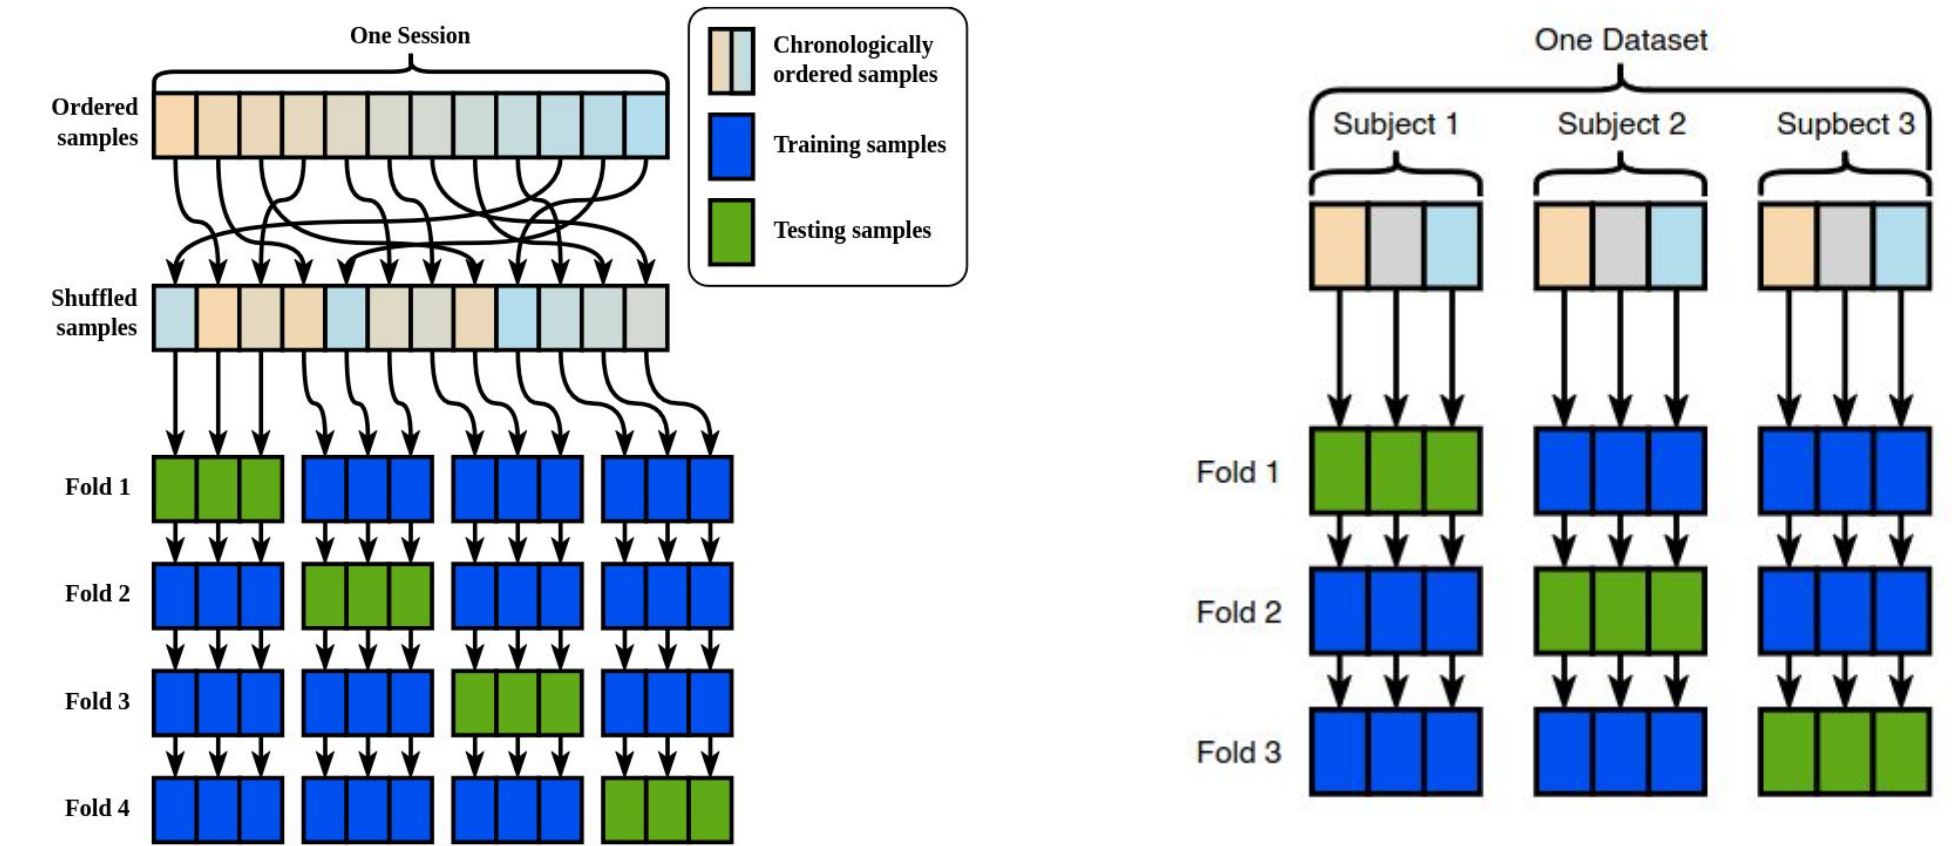 One Session
Ordered
samples
Shuffled
samples
Fold 1
Fold 2
Fold 3
Fold 4
Chronologically
ordered samples
Training samples
Testing samples
One Dataset
Subject 1
Subject 2
Supbect 3
Fold 1
Fold 2
Fold 3